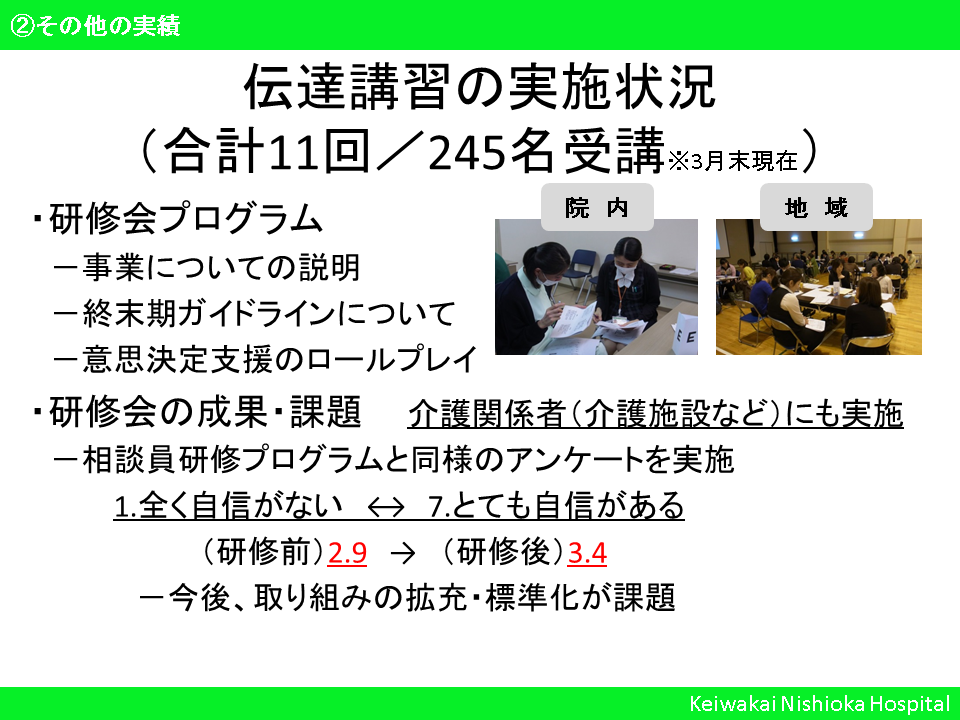 ②その他の実績
伝達講習の実施状況
（合計11回／245名受講※3月末現在）
・研修会プログラム
－事業についての説明
－終末期ガイドラインについて
－意思決定支援のロールプレイ
院 内
地 域
・研修会の成果・課題 介護関係者（介護施設など）にも実施
－相談員研修プログラムと同様のアンケートを実施
1.全く自信がない ↔ 7.とても自信がある
（研修前）2.9 → （研修後）3.4
－今後、取り組みの拡充・標準化が課題
Keiwakai Nishioka Hospital